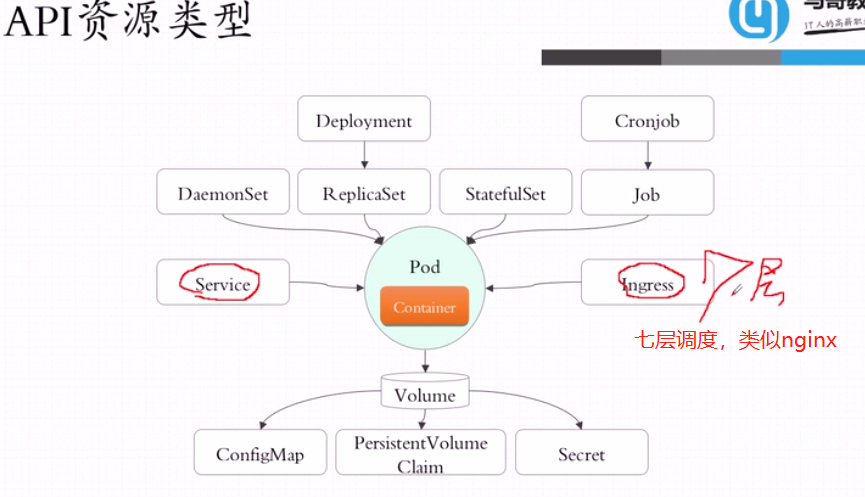 API资源类型
IT人的高薪职
Deployment
Cronjob
DaemonSet
ReplicaSet
StatefulSet
Job
Pod
Service
Container
Ingress
7层
七层调度，类似nginx
Volume
ConfigMap
PersistentVolume
Claim
Secret